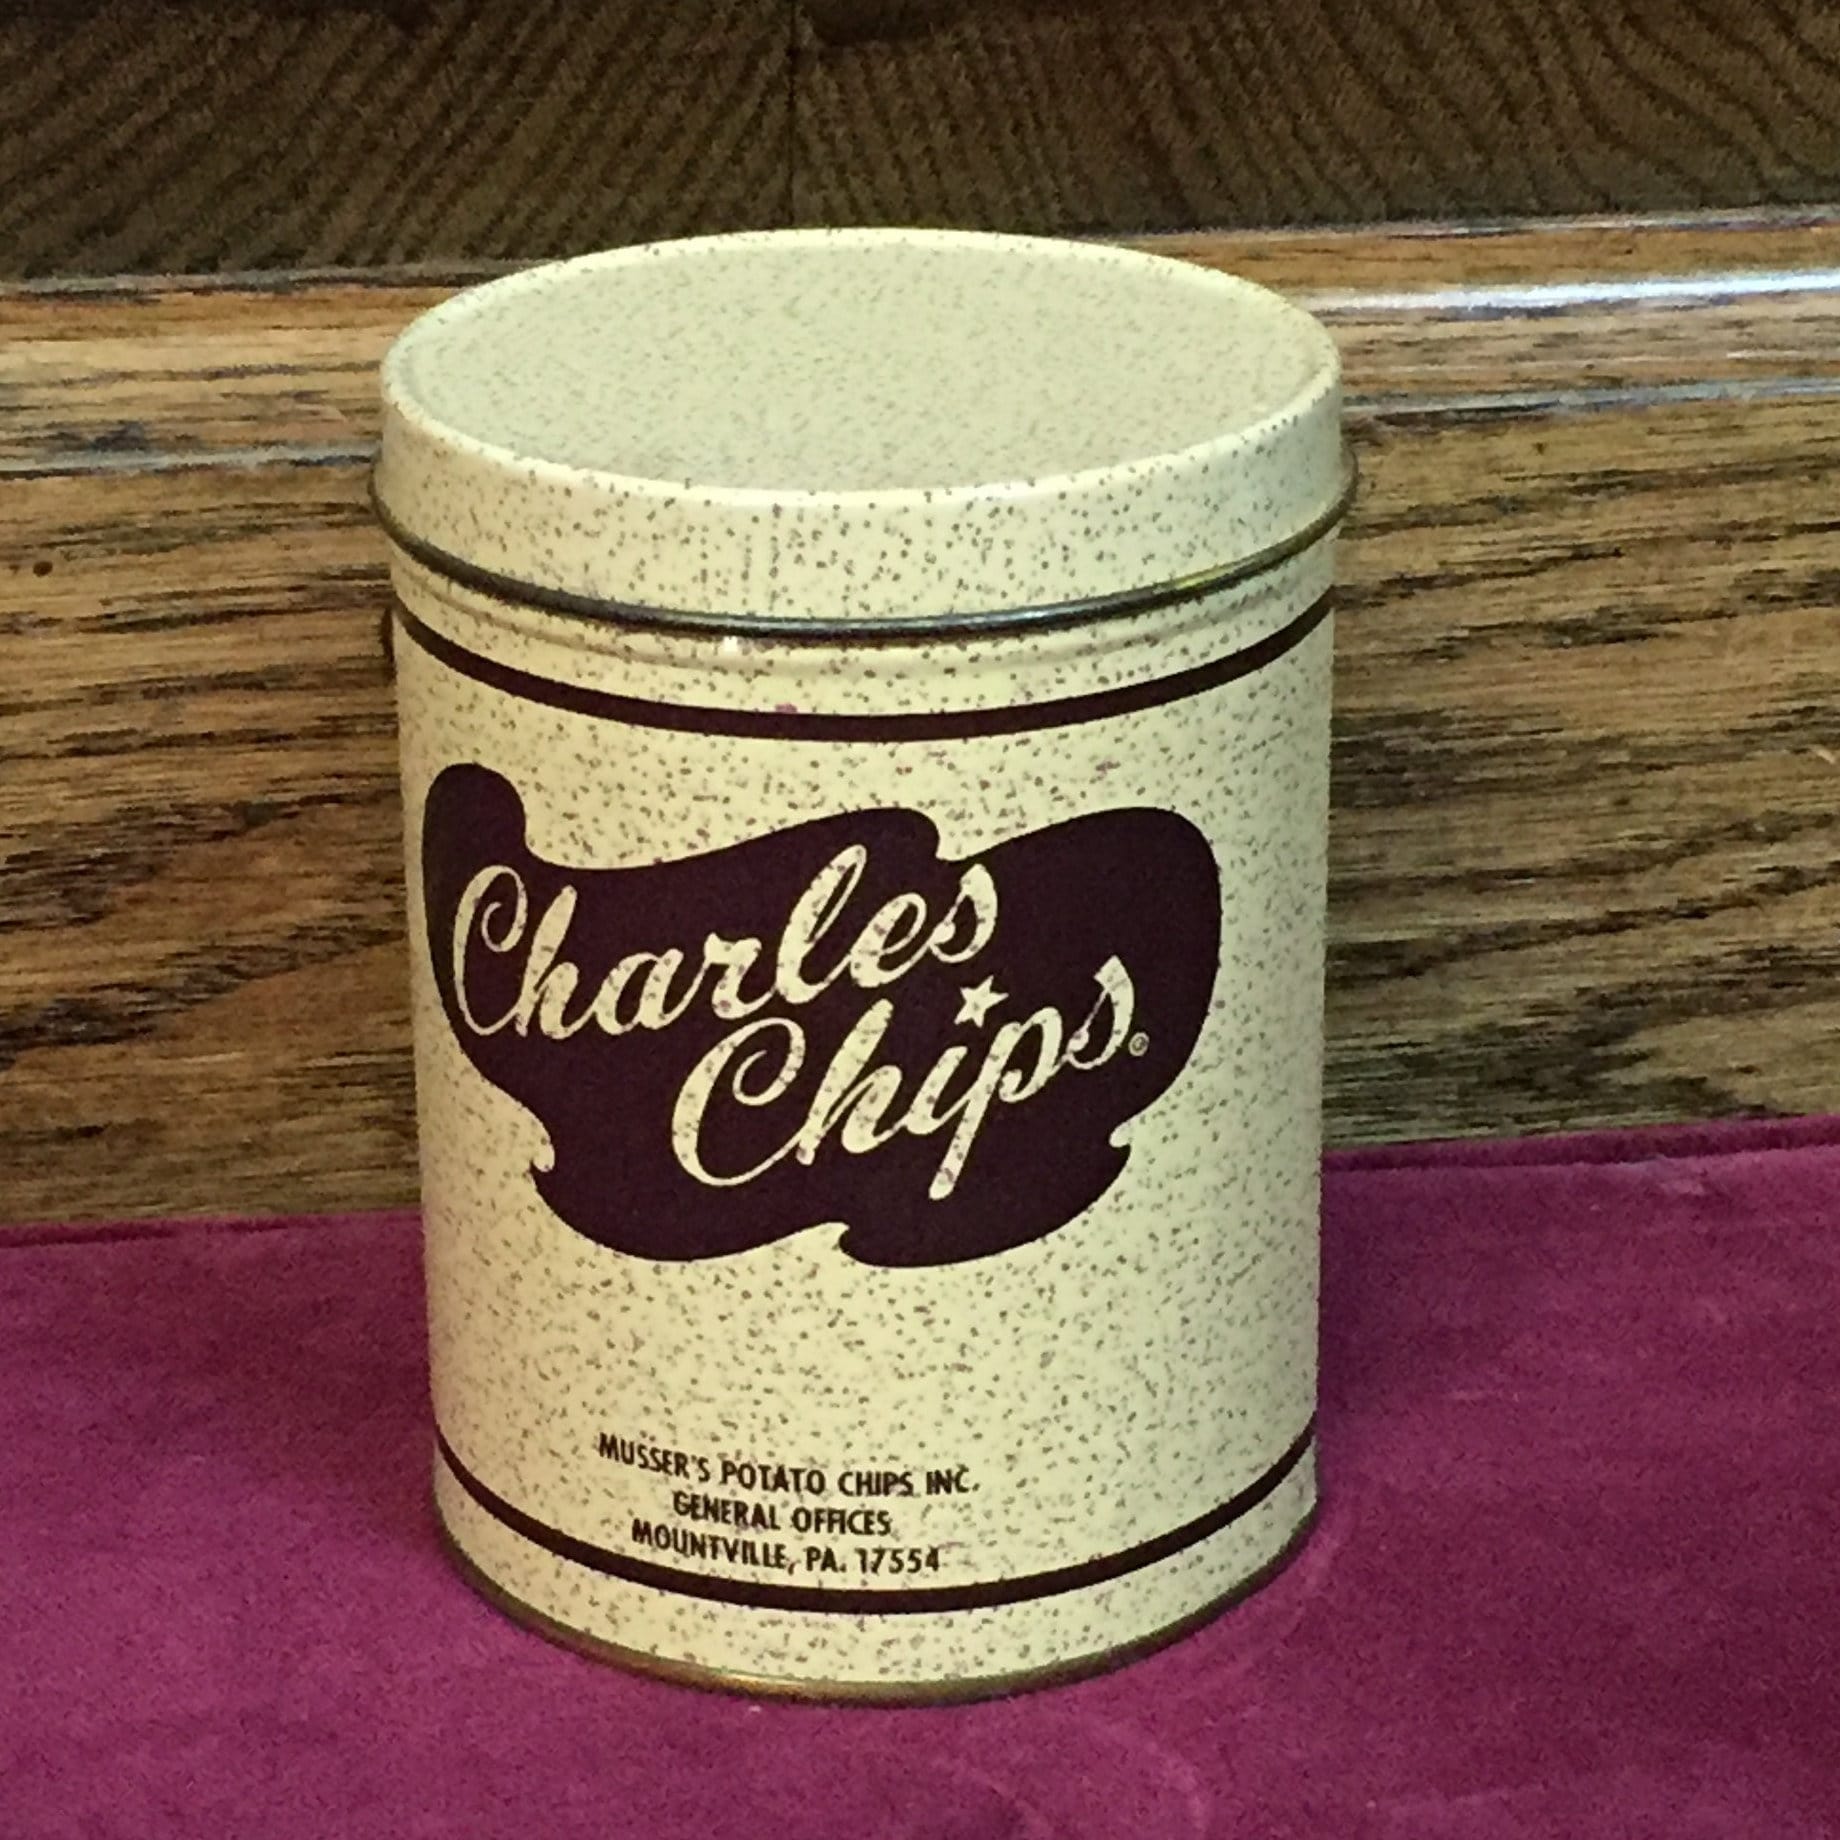 Charles
Chips®
MUSSER'S POTATO CHIPS INC.
GENERAL OFFICES
MOUNTVILLE, PA. 17554